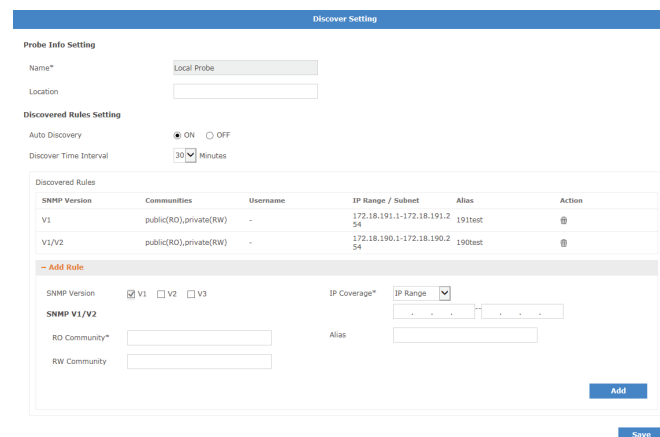 Discover Setting
Probe Info Setting
Name* Local Probe
Location
Discovered Rules Setting
Auto Discovery ON OFF
Discover Time Interval 30 Minutes
Discovered Rules
SNMP Version Communities Username IP Range / Subnet Alias Action
V1 public(RO),private(RW) - 172.18.191.1-172.18.191.2 191test
54
V1/V2 public(RO),private(RW) - 172.18.190.1-172.18.190.2 190test
54
− Add Rule
SNMP Version V1 V2 V3 IP Coverage* IP Range
SNMP V1/V2 . . . -- . . .
RO Community* Alias
RW Community
Add
Save